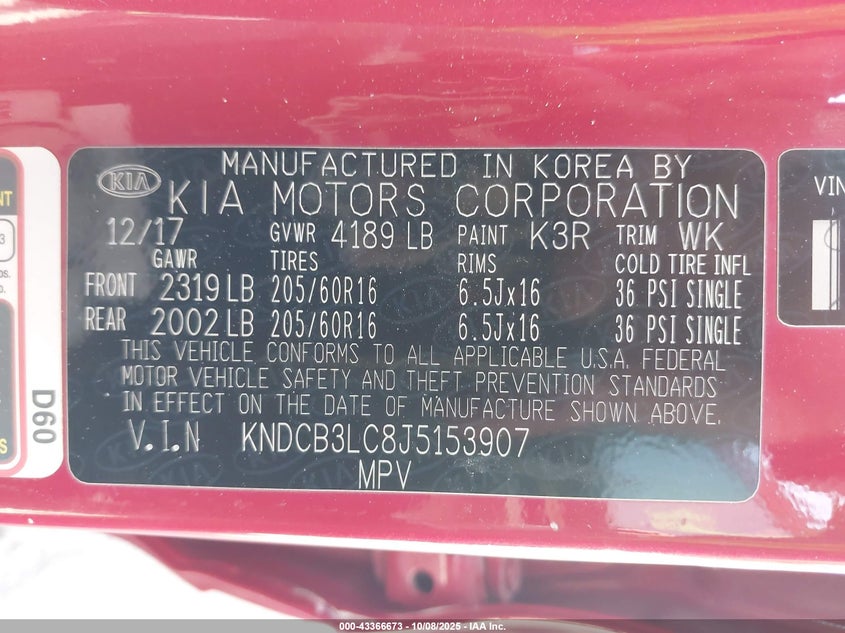 MANUFACTURED IN KOREA BY
KIA KIA MOTORS CORPORATION
12/17 GVWR 4189 LB PAINT K3R TRIM WK
GAWR TIRES RIMS COLD TIRE INFL
FRONT 2319 LB 205/60R16 6.5Jx16 36 PSI SINGLE
REAR 2002 LB 205/60R16 6.5Jx16 36 PSI SINGLE
THIS VEHICLE CONFORMS TO ALL APPLICABLE U.S.A. FEDERAL
MOTOR VEHICLE SAFETY AND THEFT PREVENTION STANDARDS
IN EFFECT ON THE DATE OF MANUFACTURE SHOWN ABOVE.
V.I.N KNDCB3LC8J5153907
MPV
D60
VIN
3
000-43366673 - 10/08/2025 - IAA Inc.